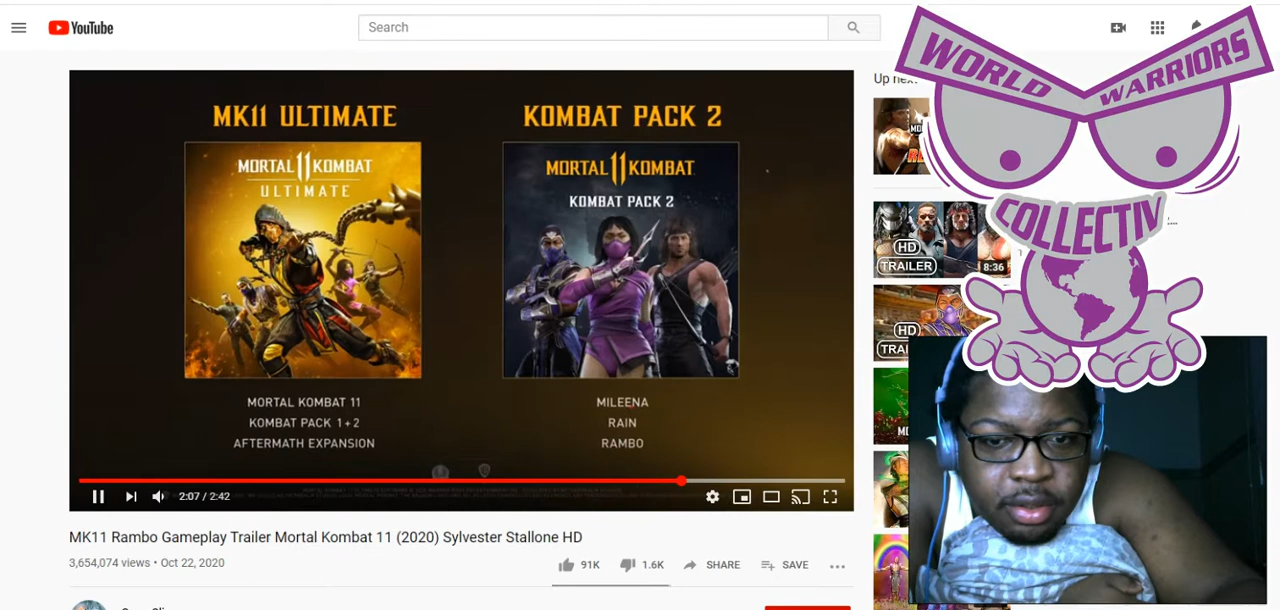 YouTube
Search
WORLD WARRIORS
COLLECTIV
Up next
MK11 ULTIMATE
KOMBAT PACK 2
MORTAL 11 KOMBAT
ULTIMATE
MORTAL 11 KOMBAT
KOMBAT PACK 2
MORTAL KOMBAT 11
KOMBAT PACK 1+2
AFTERMATH EXPANSION
MILEENA
RAIN
RAMBO
HD
TRAILER
8:36
HD
2:07 / 2:42
MK11 Rambo Gameplay Trailer Mortal Kombat 11 (2020) Sylvester Stallone HD
3,654,074 views • Oct 22, 2020
91K
1.6K
SHARE
SAVE